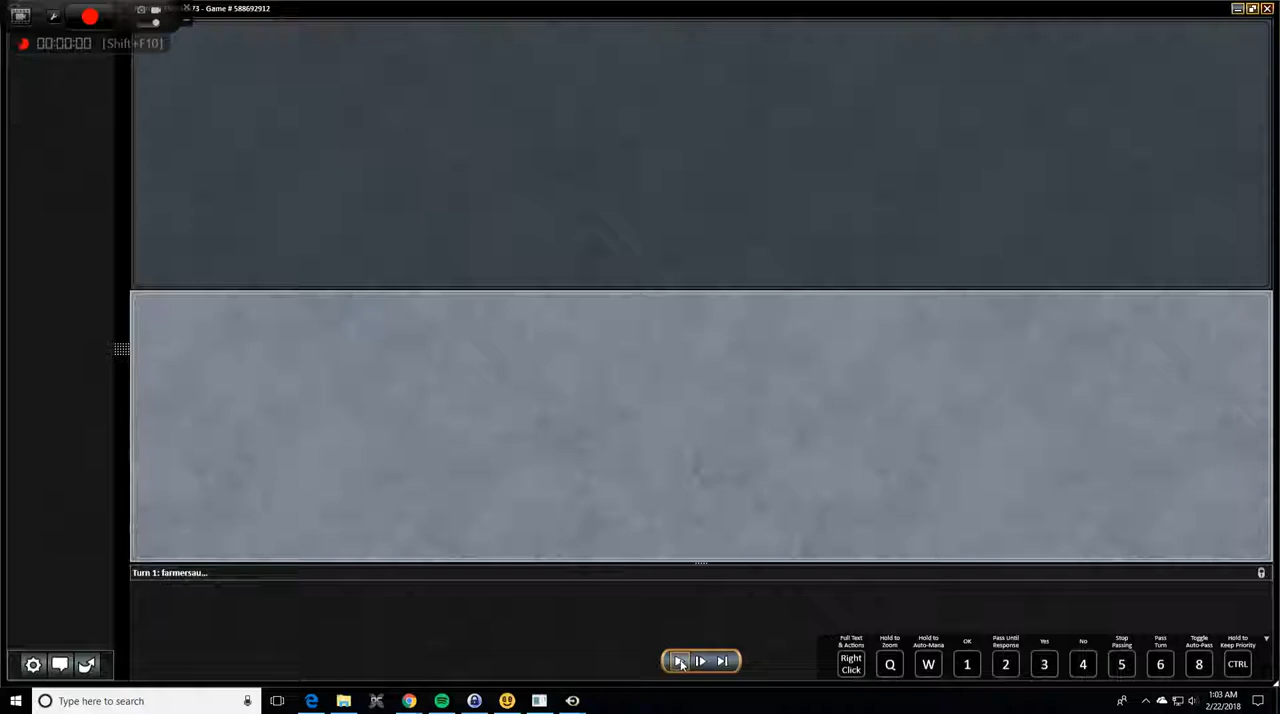 73 - Game # 588692912
00:00:00 [Shift+F10]
Turn 1: farmersau...
Full Text & Actions
Hold to Zoom
Hold to Auto-Mana
OK
Pass Until Response
Yes
No
Stop Passing
Pass Turn
Toggle Auto-Pass
Hold to Keep Priority
Right Click
Q
W
1
2
3
4
5
6
8
CTRL
Type here to search
1:03 AM
2/22/2018